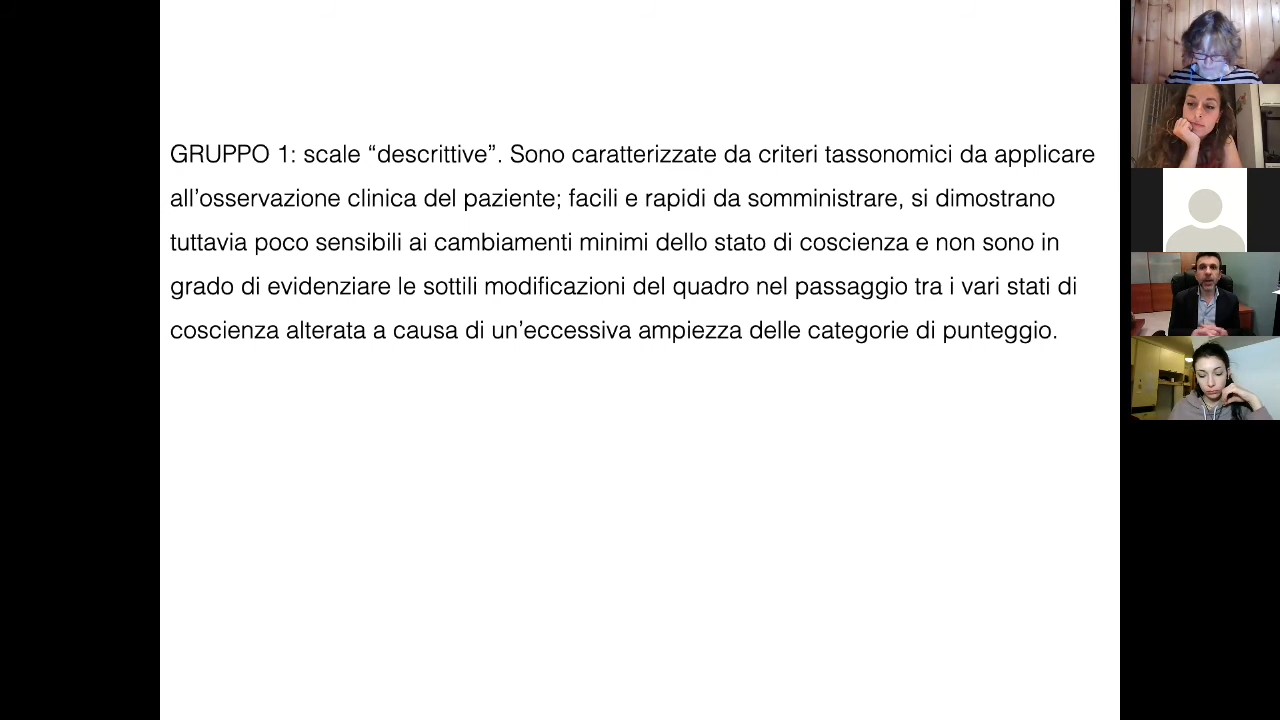 GRUPPO 1: scale “descrittive”. Sono caratterizzate da criteri tassonomici da applicare
all’osservazione clinica del paziente; facili e rapidi da somministrare, si dimostrano
tuttavia poco sensibili ai cambiamenti minimi dello stato di coscienza e non sono in
grado di evidenziare le sottili modificazioni del quadro nel passaggio tra i vari stati di
coscienza alterata a causa di un’eccessiva ampiezza delle categorie di punteggio.